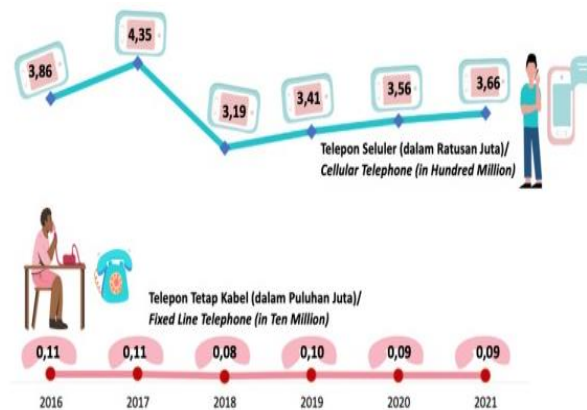 4,35
3,86
3,19
3,41
3,56
3,66
Telepon Seluler (dalam Ratusan Juta)/
Cellular Telephone (in Hundred Million)
Telepon Tetap Kabel (dalam Puluhan Juta)/
Fixed Line Telephone (in Ten Million)
0,11 0,11 0,08 0,10 0,09 0,09
2016 2017 2018 2019 2020 2021